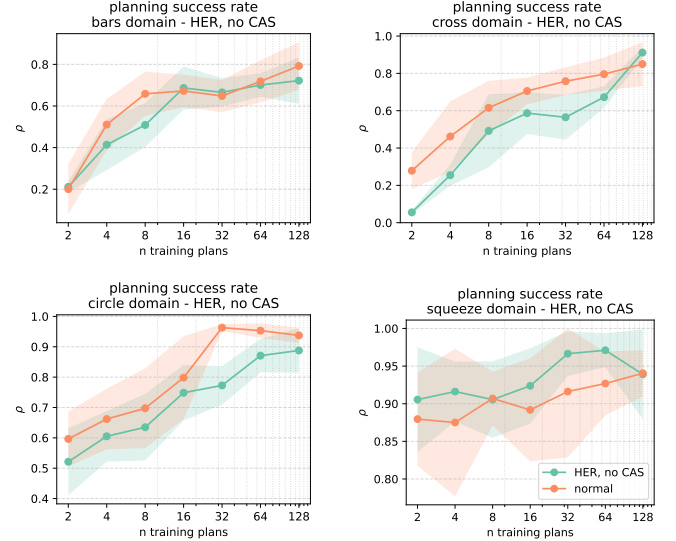 planning success rate
bars domain - HER, no CAS
0.8
0.6
0.4
0.2
ρ
2 4 8 16 32 64 128
n training plans
planning success rate
cross domain - HER, no CAS
1.0
0.8
0.6
0.4
0.2
0.0
ρ
2 4 8 16 32 64 128
n training plans
planning success rate
circle domain - HER, no CAS
1.0
0.9
0.8
0.7
0.6
0.5
0.4
ρ
2 4 8 16 32 64 128
n training plans
planning success rate
squeeze domain - HER, no CAS
1.00
0.95
0.90
0.85
0.80
ρ
HER, no CAS
normal
2 4 8 16 32 64 128
n training plans